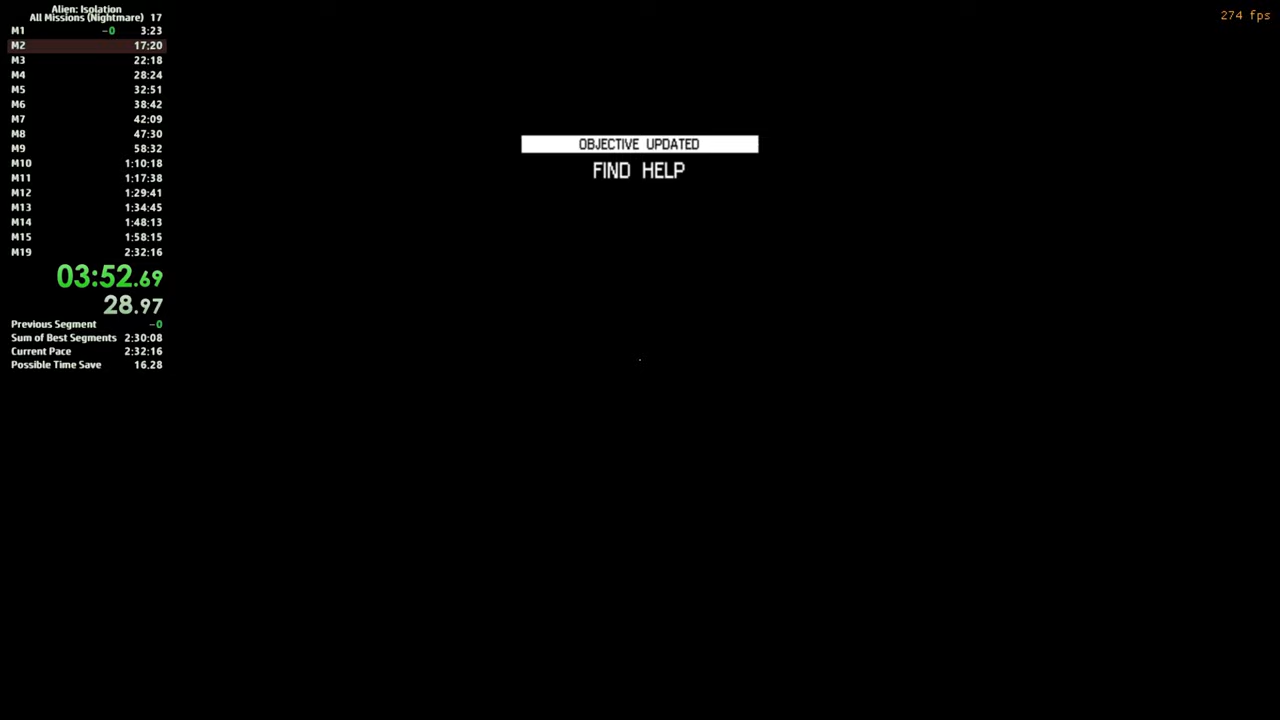 Alien: Isolation
All Missions (Nightmare) 17
M1 -0 3:23
M2 17:20
M3 22:18
M4 28:24
M5 32:51
M6 38:42
M7 42:09
M8 47:30
M9 58:32
M10 1:10:18
M11 1:17:38
M12 1:29:41
M13 1:34:45
M14 1:48:13
M15 1:58:15
M19 2:32:16
03:52.69
28.97
Previous Segment -0
Sum of Best Segments 2:30:08
Current Pace 2:32:16
Possible Time Save 16.28
OBJECTIVE UPDATED
FIND HELP
274 fps